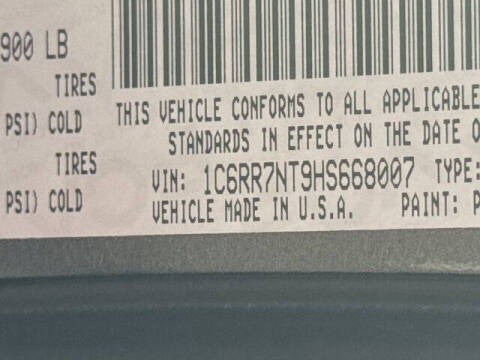 900 LB
TIRES
PSI) COLD
TIRES
PSI) COLD
THIS VEHICLE CONFORMS TO ALL APPLICABLE
STANDARDS IN EFFECT ON THE DATE O
VIN: 1C6RR7NT9HS668007 TYPE:
VEHICLE MADE IN U.S.A. PAINT: P